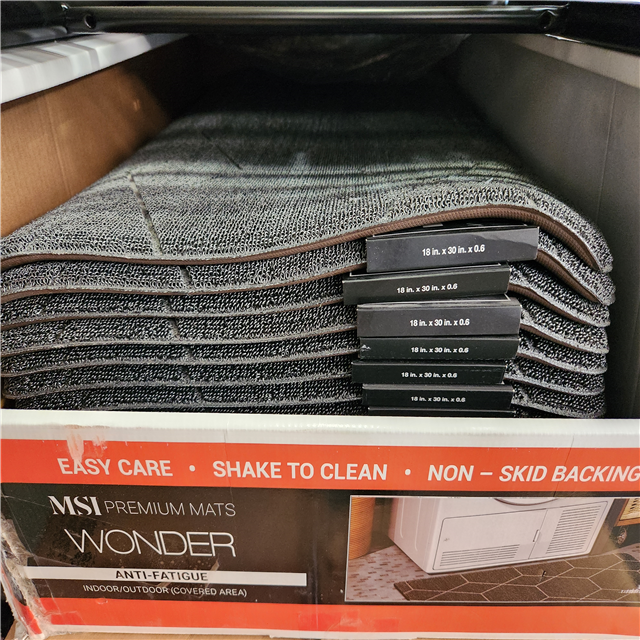 18 in. x 30 in. x 0.6
18 in. x 30 in. x 0.6
18 in. x 30 in. x 0.6
18 in. x 30 in. x 0.6
18 in. x 30 in. x 0.6
18 in. x 30 in. x 0.6
EASY CARE • SHAKE TO CLEAN • NON – SKID BACKING
MSI PREMIUM MATS
WONDER
ANTI-FATIGUE
INDOOR/OUTDOOR (COVERED AREA)